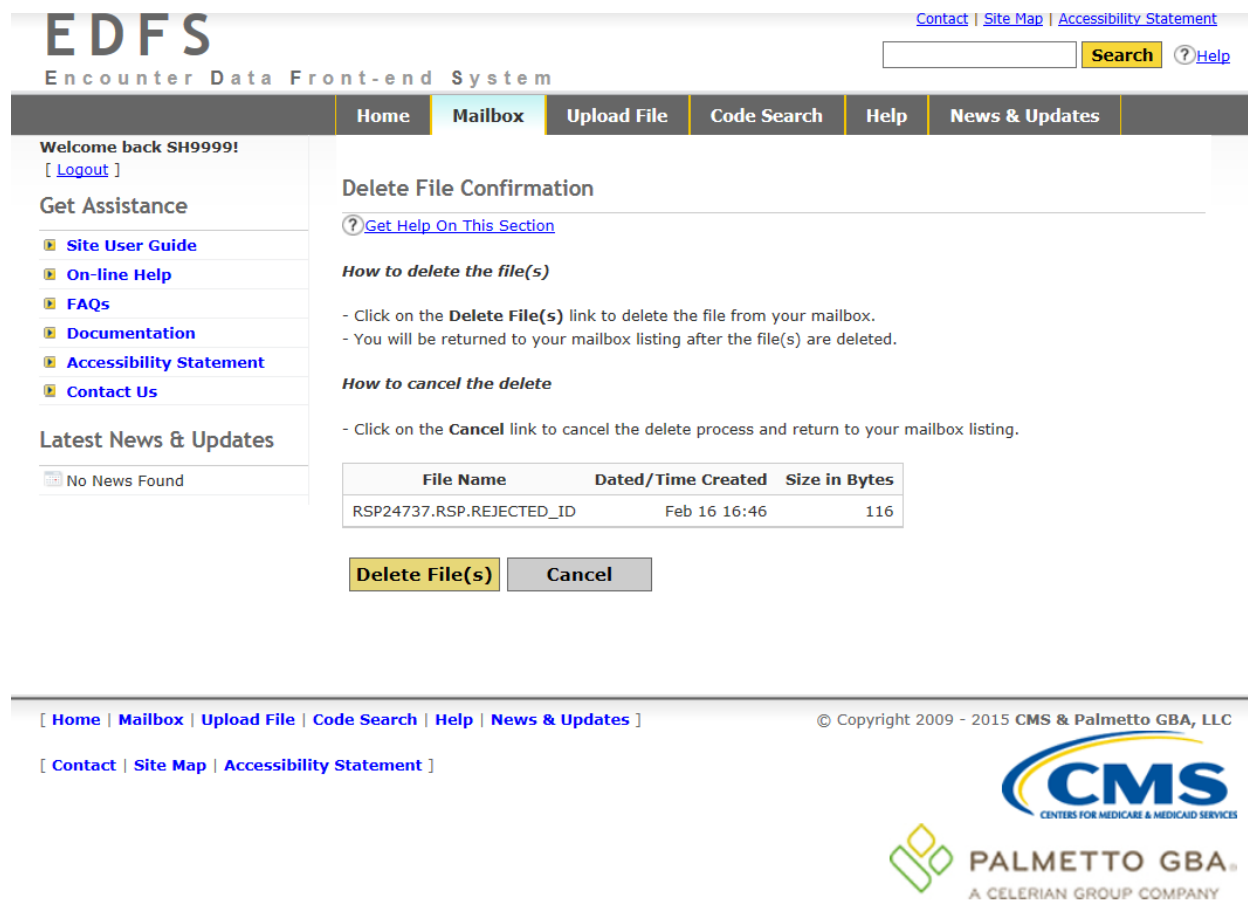 EDFS
Encounter Data Front-end System
Contact | Site Map | Accessibility Statement
Search ?Help
Home Mailbox Upload File Code Search Help News & Updates
Welcome back SH9999!
[ Logout ]
Get Assistance
Site User Guide
On-line Help
FAQs
Documentation
Accessibility Statement
Contact Us
Latest News & Updates
No News Found
Delete File Confirmation
?Get Help On This Section
How to delete the file(s)
- Click on the Delete File(s) link to delete the file from your mailbox.
- You will be returned to your mailbox listing after the file(s) are deleted.
How to cancel the delete
- Click on the Cancel link to cancel the delete process and return to your mailbox listing.
File Name Dated/Time Created Size in Bytes
RSP24737.RSP.REJECTED_ID Feb 16 16:46 116
Delete File(s) Cancel
[ Home | Mailbox | Upload File | Code Search | Help | News & Updates ]
© Copyright 2009 - 2015 CMS & Palmetto GBA, LLC
[ Contact | Site Map | Accessibility Statement ]
CMS
CENTERS FOR MEDICARE & MEDICAID SERVICES
PALMETTO GBA®
A CELERIAN GROUP COMPANY